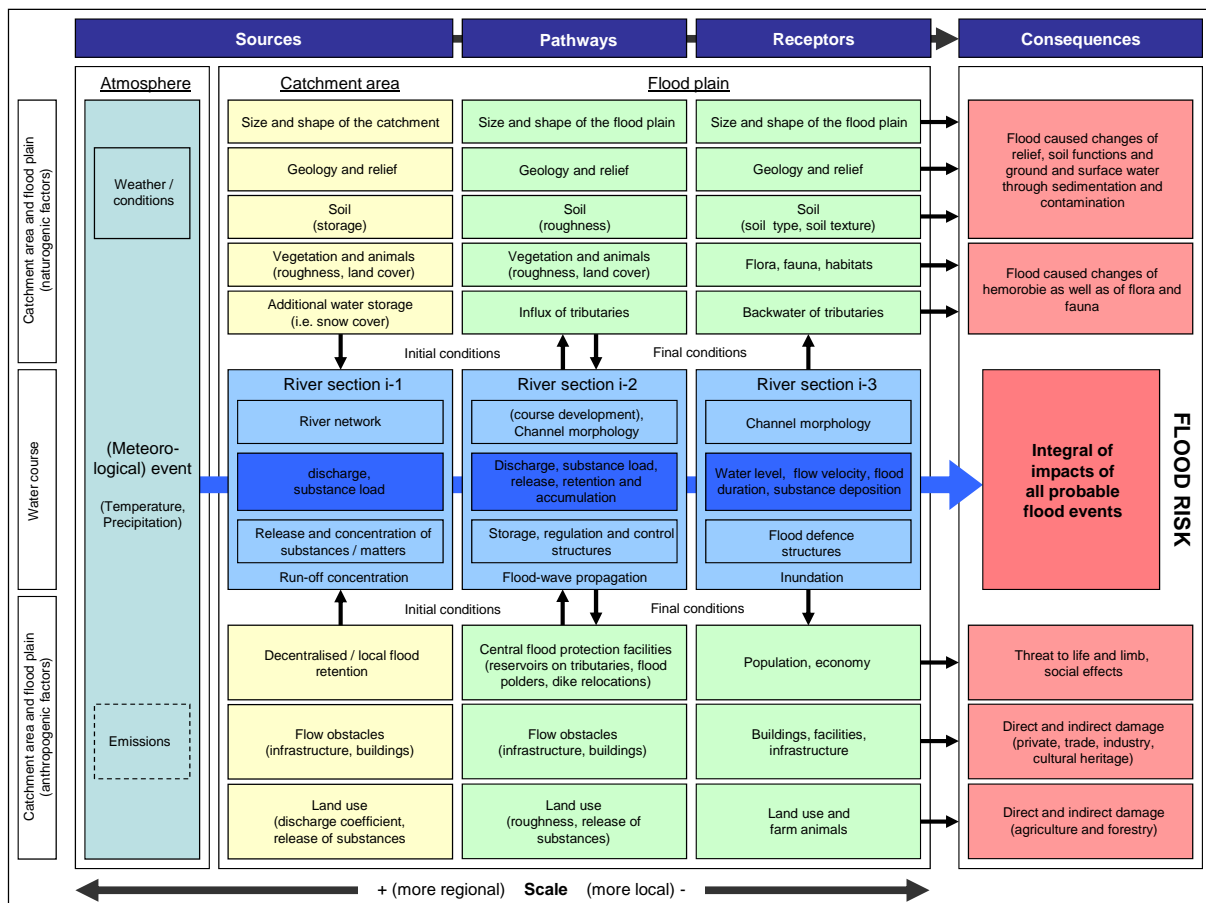 Sources
Pathways
Receptors
Consequences
Atmosphere
Catchment area
Flood plain
Catchment area and flood plain
(naturogenic factors)
Weather /
conditions
Size and shape of the catchment
Size and shape of the flood plain
Size and shape of the flood plain
Geology and relief
Geology and relief
Geology and relief
Soil
(storage)
Soil
(roughness)
Soil
(soil type, soil texture)
Flood caused changes of
relief, soil functions and
ground and surface water
through sedimentation and
contamination
Vegetation and animals
(roughness, land cover)
Vegetation and animals
(roughness, land cover)
Flora, fauna, habitats
Additional water storage
(i.e. snow cover)
Influx of tributaries
Backwater of tributaries
Flood caused changes of
hemorobie as well as of flora and
fauna
Initial conditions
Final conditions
Water course
(Meteoro-
logical) event
(Temperature,
Precipitation)
River section i-1
River network
discharge,
substance load
Release and concentration of
substances / matters
Run-off concentration
River section i-2
(course development),
Channel morphology
Discharge, substance load,
release, retention and
accumulation
Storage, regulation and control
structures
Flood-wave propagation
River section i-3
Channel morphology
Water level, flow velocity, flood
duration, substance deposition
Flood defence
structures
Inundation
Integral of
impacts of
all probable
flood events
FLOOD RISK
Initial conditions
Final conditions
Catchment area and flood plain
(anthropogenic factors)
Emissions
Decentralised / local flood
retention
Central flood protection facilities
(reservoirs on tributaries, flood
polders, dike relocations)
Population, economy
Threat to life and limb,
social effects
Flow obstacles
(infrastructure, buildings)
Flow obstacles
(infrastructure, buildings)
Buildings, facilities,
infrastructure
Direct and indirect damage
(private, trade, industry,
cultural heritage)
Land use
(discharge coefficient,
release of substances
Land use
(roughness, release of
substances)
Land use and
farm animals
Direct and indirect damage
(agriculture and forestry)
+ (more regional) Scale (more local) -